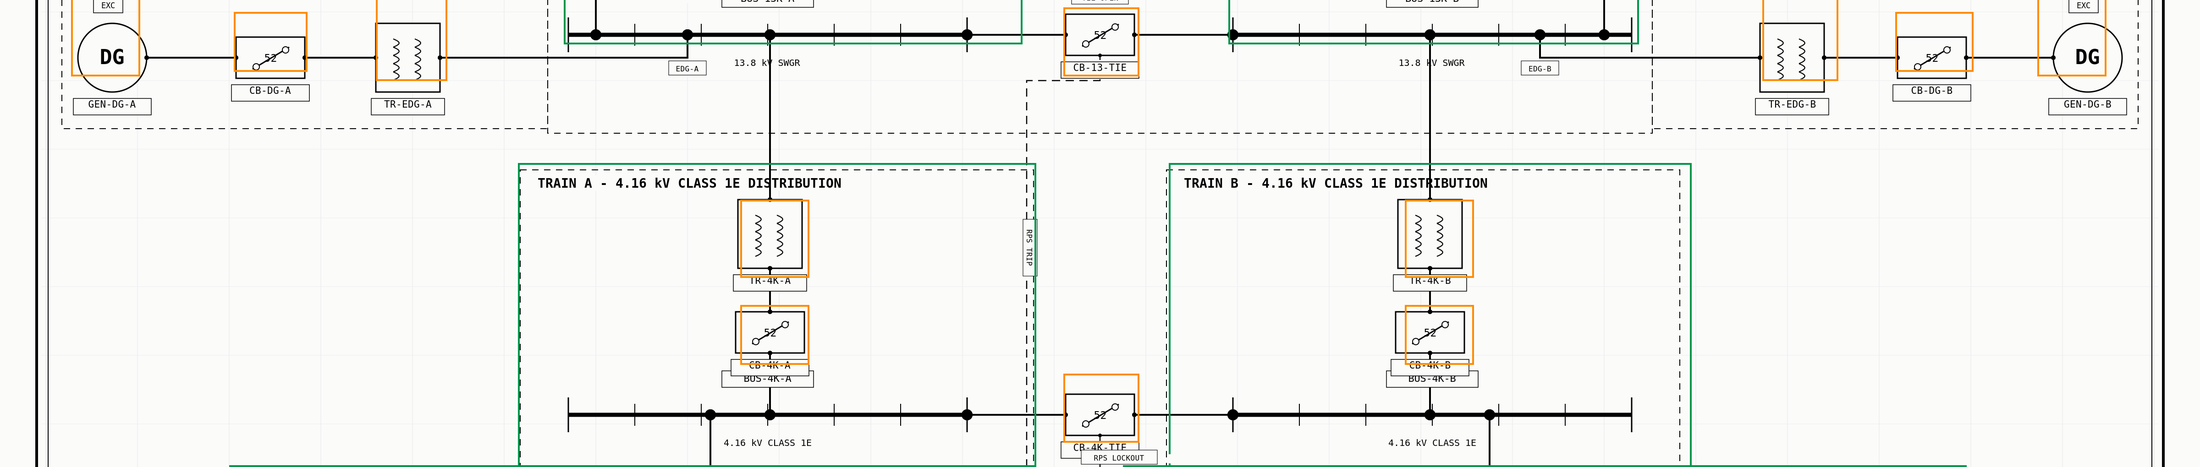 EXC
EXC
BUS-13K-A
BUS-13K-B
DG
52
52
52
DG
EDG-A
13.8 kV SWGR
CB-13-TIE
13.8 kV SWGR
EDG-B
GEN-DG-A
CB-DG-A
TR-EDG-A
TR-EDG-B
CB-DG-B
GEN-DG-B
TRAIN A - 4.16 kV CLASS 1E DISTRIBUTION
TRAIN B - 4.16 kV CLASS 1E DISTRIBUTION
RPS TRIP
TR-4K-A
TR-4K-B
52
52
CB-4K-A
CB-4K-B
BUS-4K-A
BUS-4K-B
52
4.16 kV CLASS 1E
CB-4K-TIE
4.16 kV CLASS 1E
RPS LOCKOUT